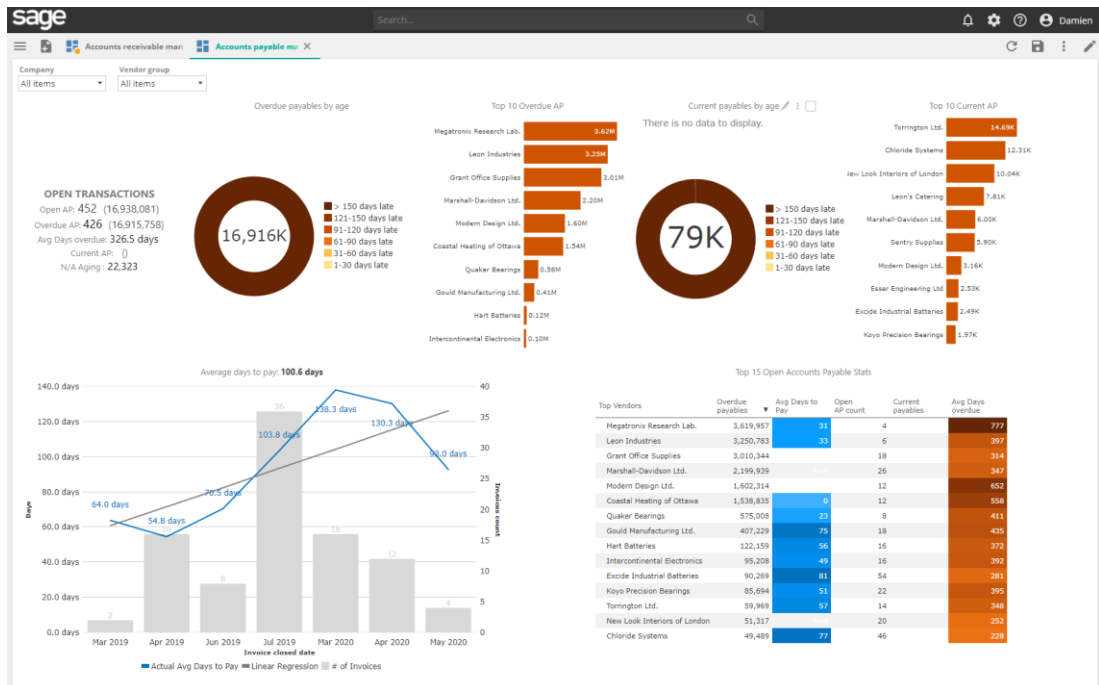 sage
Search...
Damien
Accounts receivable man
Accounts payable ma
Company
Vendor group
All items
All items
Overdue payables by age
OPEN TRANSACTIONS
Open AP: 452 (16,938,081)
Overdue AP: 426 (16,915,758)
Avg Days overdue: 326.5 days
Current AP: ()
N/A Aging : 22,323
16,916K
> 150 days late
121-150 days late
91-120 days late
61-90 days late
31-60 days late
1-30 days late
Top 10 Overdue AP
Megatronix Research Lab. 3.62M
Leon Industries 3.25M
Grant Office Supplies 3.01M
Marshall-Davidson Ltd. 2.20M
Modern Design Ltd. 1.60M
Coastal Heating of Ottawa 1.54M
Quaker Bearings 0.58M
Gould Manufacturing Ltd. 0.41M
Hart Batteries 0.12M
Intercontinental Electronics 0.10M
Current payables by age
There is no data to display.
79K
> 150 days late
121-150 days late
91-120 days late
61-90 days late
31-60 days late
1-30 days late
Top 10 Current AP
Torrington Ltd. 14.69K
Chloride Systems 12.31K
New Look Interiors of London 10.04K
Leon's Catering 7.81K
Marshall-Davidson Ltd. 6.00K
Sentry Supplies 5.90K
Modern Design Ltd. 3.16K
Esser Engineering Ltd 2.53K
Excide Industrial Batteries 2.49K
Koyo Precision Bearings 1.97K
Average days to pay: 100.6 days
140.0 days
120.0 days
100.0 days
80.0 days
60.0 days
40.0 days
20.0 days
0.0 days
Days
64.0 days
54.8 days
70.5 days
103.8 days
138.3 days
130.3 days
93.0 days
2
16
8
36
16
12
4
40
35
30
25
20
15
10
5
0
Invoices count
Mar 2019 Apr 2019 Jun 2019 Jul 2019 Mar 2020 Apr 2020 May 2020
Invoice closed date
Actual Avg Days to Pay Linear Regression # of Invoices
Top 15 Open Accounts Payable Stats
Top Vendors Overdue payables Avg Days to Pay Open AP count Current payables Avg Days overdue
Megatronix Research Lab. 3,619,957 31 4 777
Leon Industries 3,250,783 33 6 397
Grant Office Supplies 3,010,344 18 314
Marshall-Davidson Ltd. 2,199,939 26 347
Modern Design Ltd. 1,602,314 12 652
Coastal Heating of Ottawa 1,538,835 0 12 558
Quaker Bearings 575,008 23 8 411
Gould Manufacturing Ltd. 407,229 75 18 435
Hart Batteries 122,159 56 16 372
Intercontinental Electronics 95,208 49 16 392
Excide Industrial Batteries 90,269 81 54 281
Koyo Precision Bearings 85,694 51 22 395
Torrington Ltd. 59,969 57 14 348
New Look Interiors of London 51,317 20 252
Chloride Systems 49,489 77 46 228